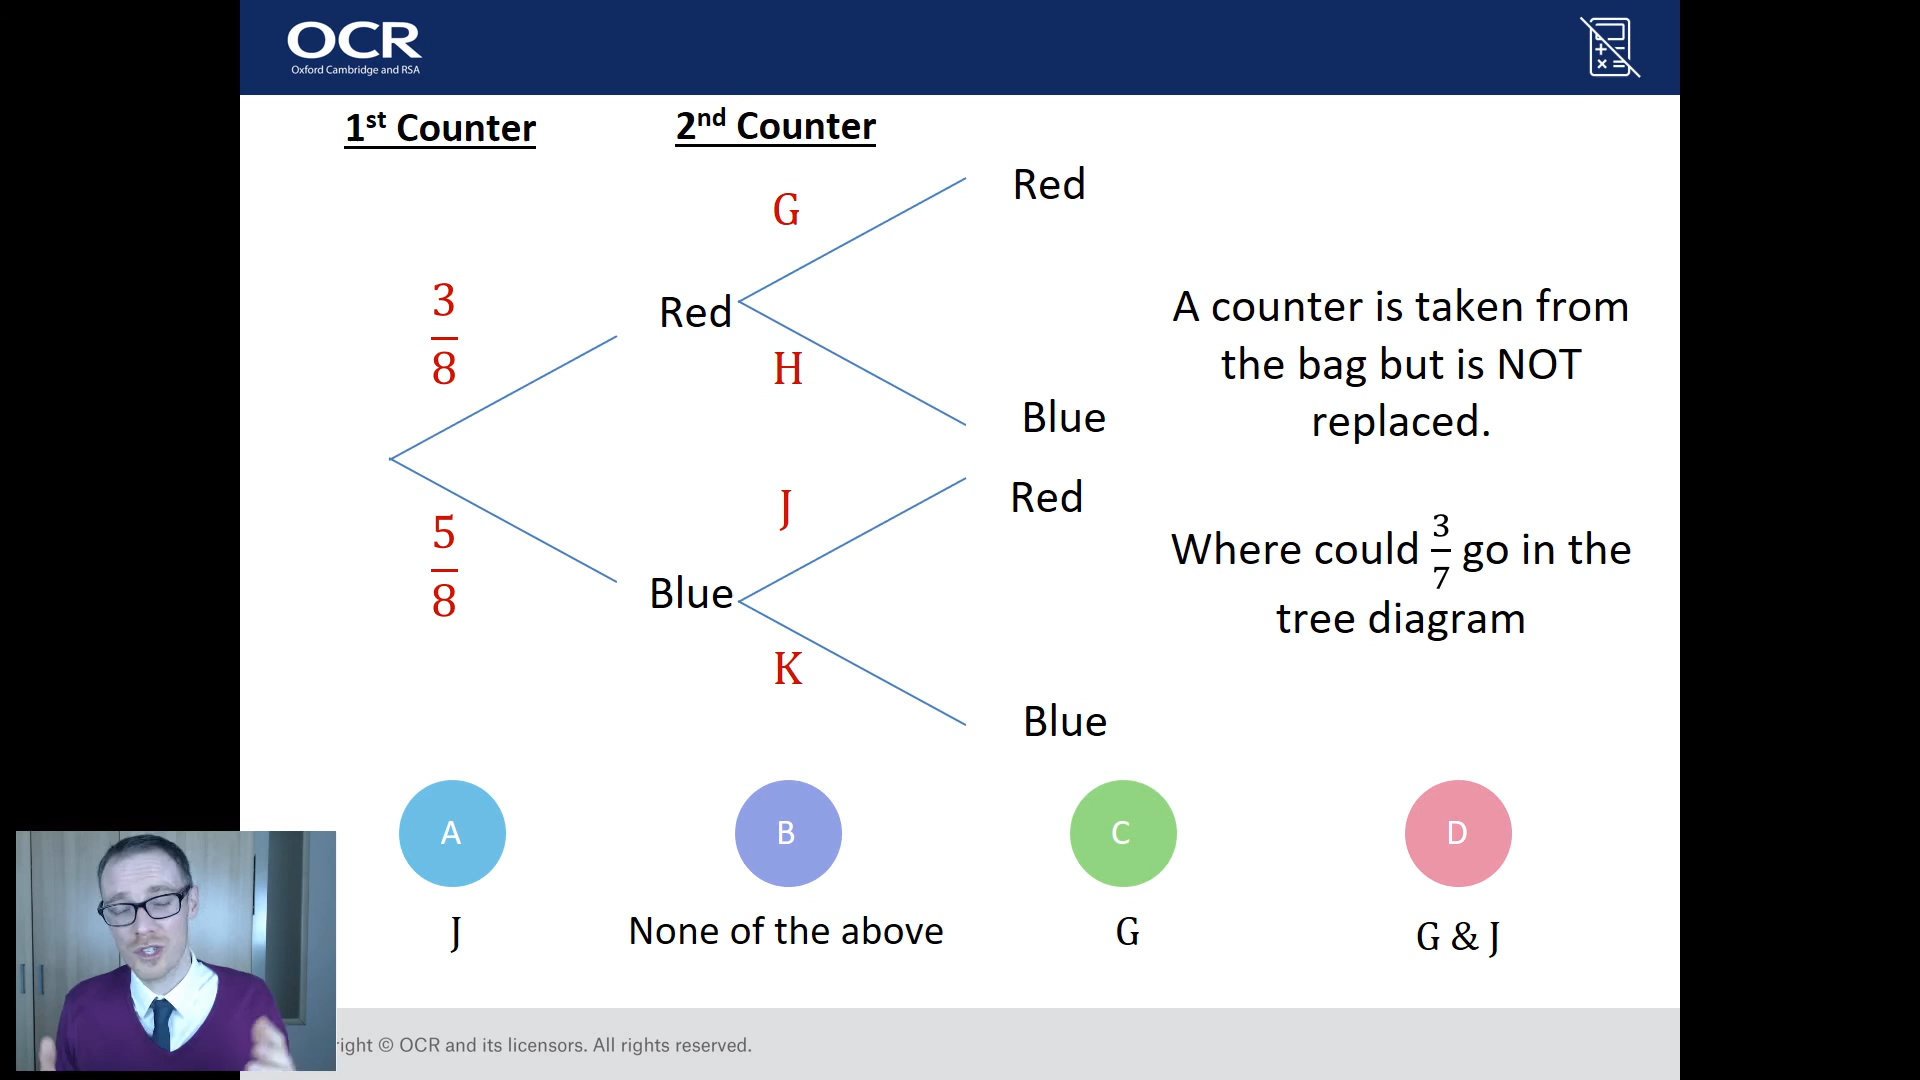 OCR
Oxford Cambridge and RSA
1st Counter
2nd Counter
G
Red
3
8
Red
H
Blue
J
Red
5
8
Blue
K
Blue
A counter is taken from
the bag but is NOT
replaced.
Where could 3/7 go in the
tree diagram
A
B
C
D
J
None of the above
G
G & J
right © OCR and its licensors. All rights reserved.